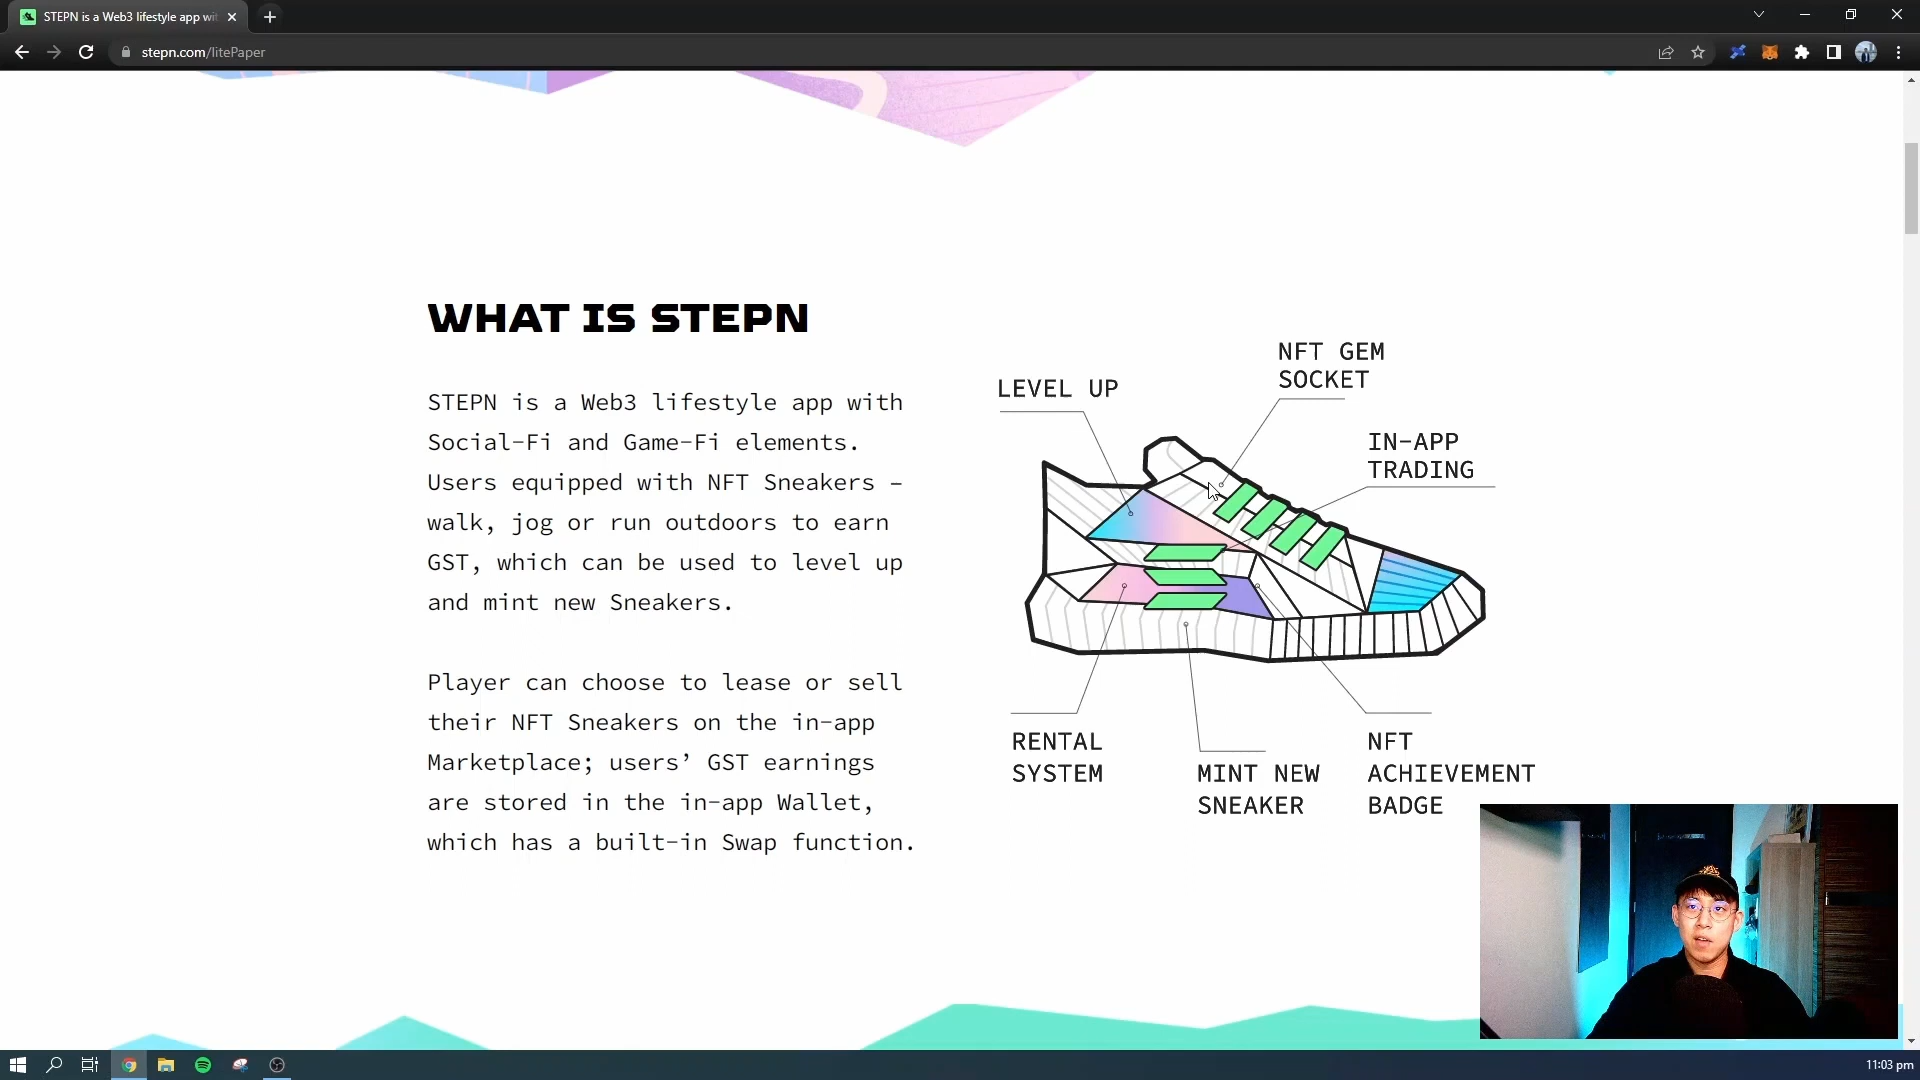 STEPN is a Web3 lifestyle app wit
stepn.com/litePaper
WHAT IS STEPN
STEPN is a Web3 lifestyle app with
Social-Fi and Game-Fi elements.
Users equipped with NFT Sneakers –
walk, jog or run outdoors to earn
GST, which can be used to level up
and mint new Sneakers.
Player can choose to lease or sell
their NFT Sneakers on the in-app
Marketplace; users’ GST earnings
are stored in the in-app Wallet,
which has a built-in Swap function.
LEVEL UP
NFT GEM
SOCKET
IN-APP
TRADING
RENTAL
SYSTEM
MINT NEW
SNEAKER
NFT
ACHIEVEMENT
BADGE
11:03 pm